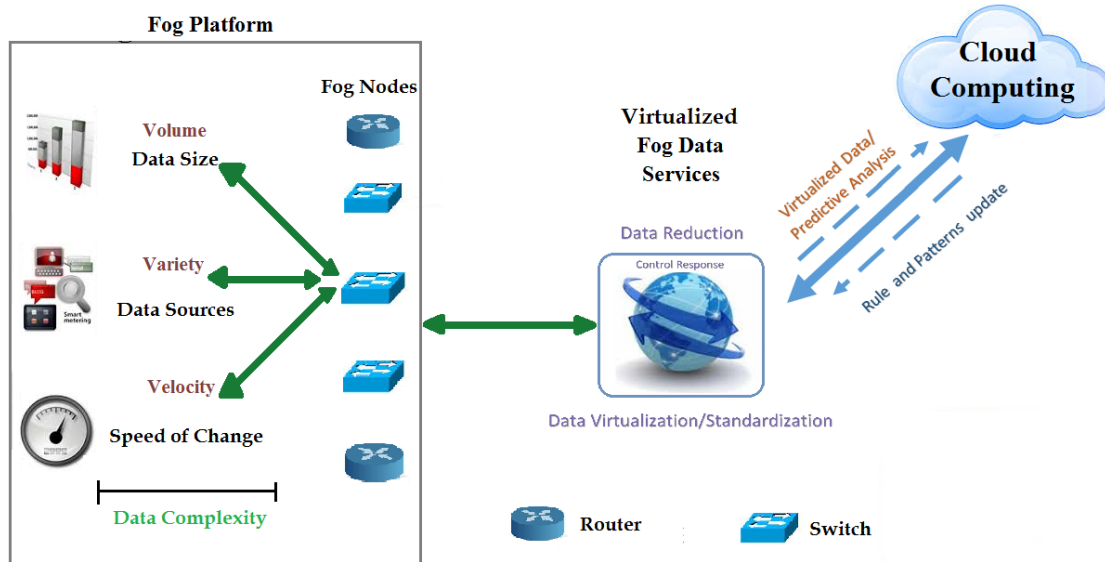 Fog Platform
Fog Nodes
Volume
Data Size
Variety
Data Sources
BLOG
Smart
metering
Velocity
Speed of Change
Data Complexity
Virtualized
Fog Data
Services
Data Reduction
Control Response
Data Virtualization/Standardization
Cloud
Computing
Virtualized Data/
Predictive Analysis
Rule and Patterns update
Router
Switch